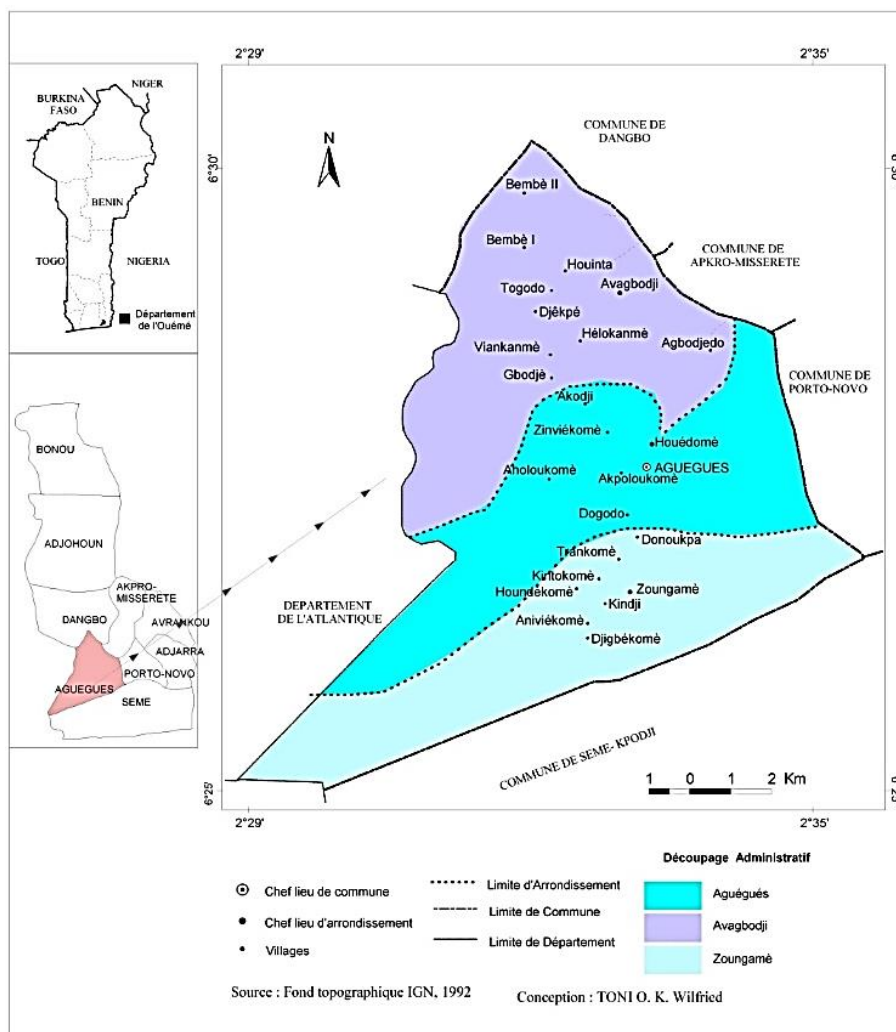 NIGER
BURKINA
FASO
BENIN
TOGO
NIGERIA
Département
de l'Ouémé
BONOU
ADJOHOUN
AKPRO-
MISSERETE
DANGBO
AVRANKOU
ADJARRA
PORTO-NOVO
AGUEGUES
SEME
2°29'
2°35'
6°30'
N
COMMUNE DE
DANGBO
Bembè II
Bembè I
COMMUNE DE
APKRO-MISSERETE
Houinta
Togodo
Avagbodji
Djêkpé
Hélokanmè
Agbodjedo
Viankanmè
Gbodjè
COMMUNE DE
PORTO-NOVO
Akodji
Zinviékomè
Houédomè
AGUEGUES
Aholoukomè
Akpoloukomè
Dogodo
Donoukpa
Trankomè
Kintokomè
Houndékomè
Zoungamè
Kindji
DEPARTEMENT
DE L'ATLANTIQUE
Aniviékomè
Djigbékomè
COMMUNE DE SEME- KPODJI
1 0 1 2 Km
6°25'
2°29'
2°35'
Découpage Administratif
Chef lieu de commune
Chef lieu d'arrondissement
Villages
Limite d'Arrondissement
Limite de Commune
Limite de Département
Aguégués
Avagbodji
Zoungamè
Source : Fond topographique IGN, 1992
Conception : TONI O. K. Wilfried